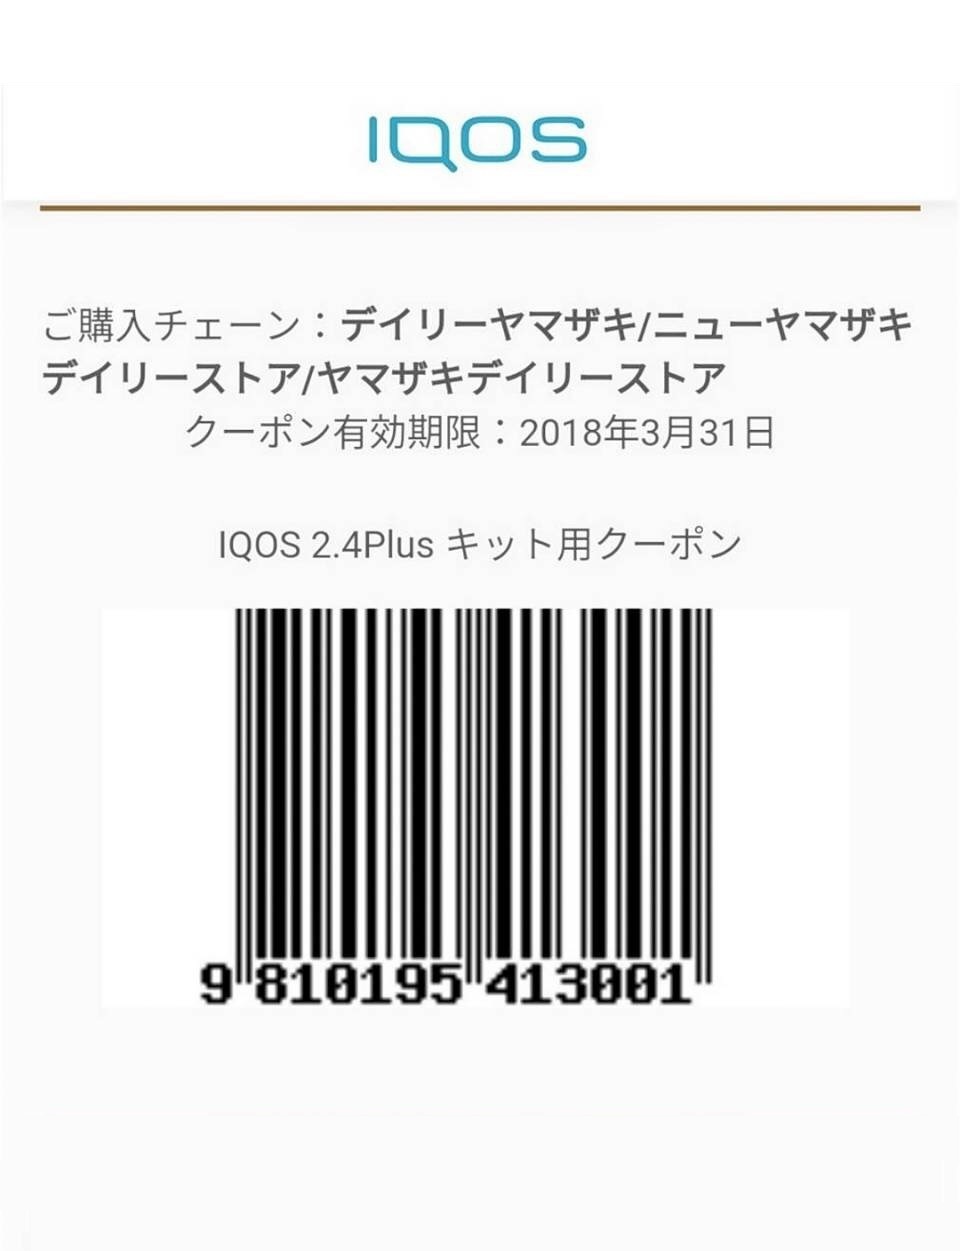 IQOS
ご購入チェーン：デイリーヤマザキ/ニューヤマザキ
デイリーストア/ヤマザキデイリーストア
クーポン有効期限：2018年3月31日
IQOS 2.4Plus キット用クーポン
9 810195 413001